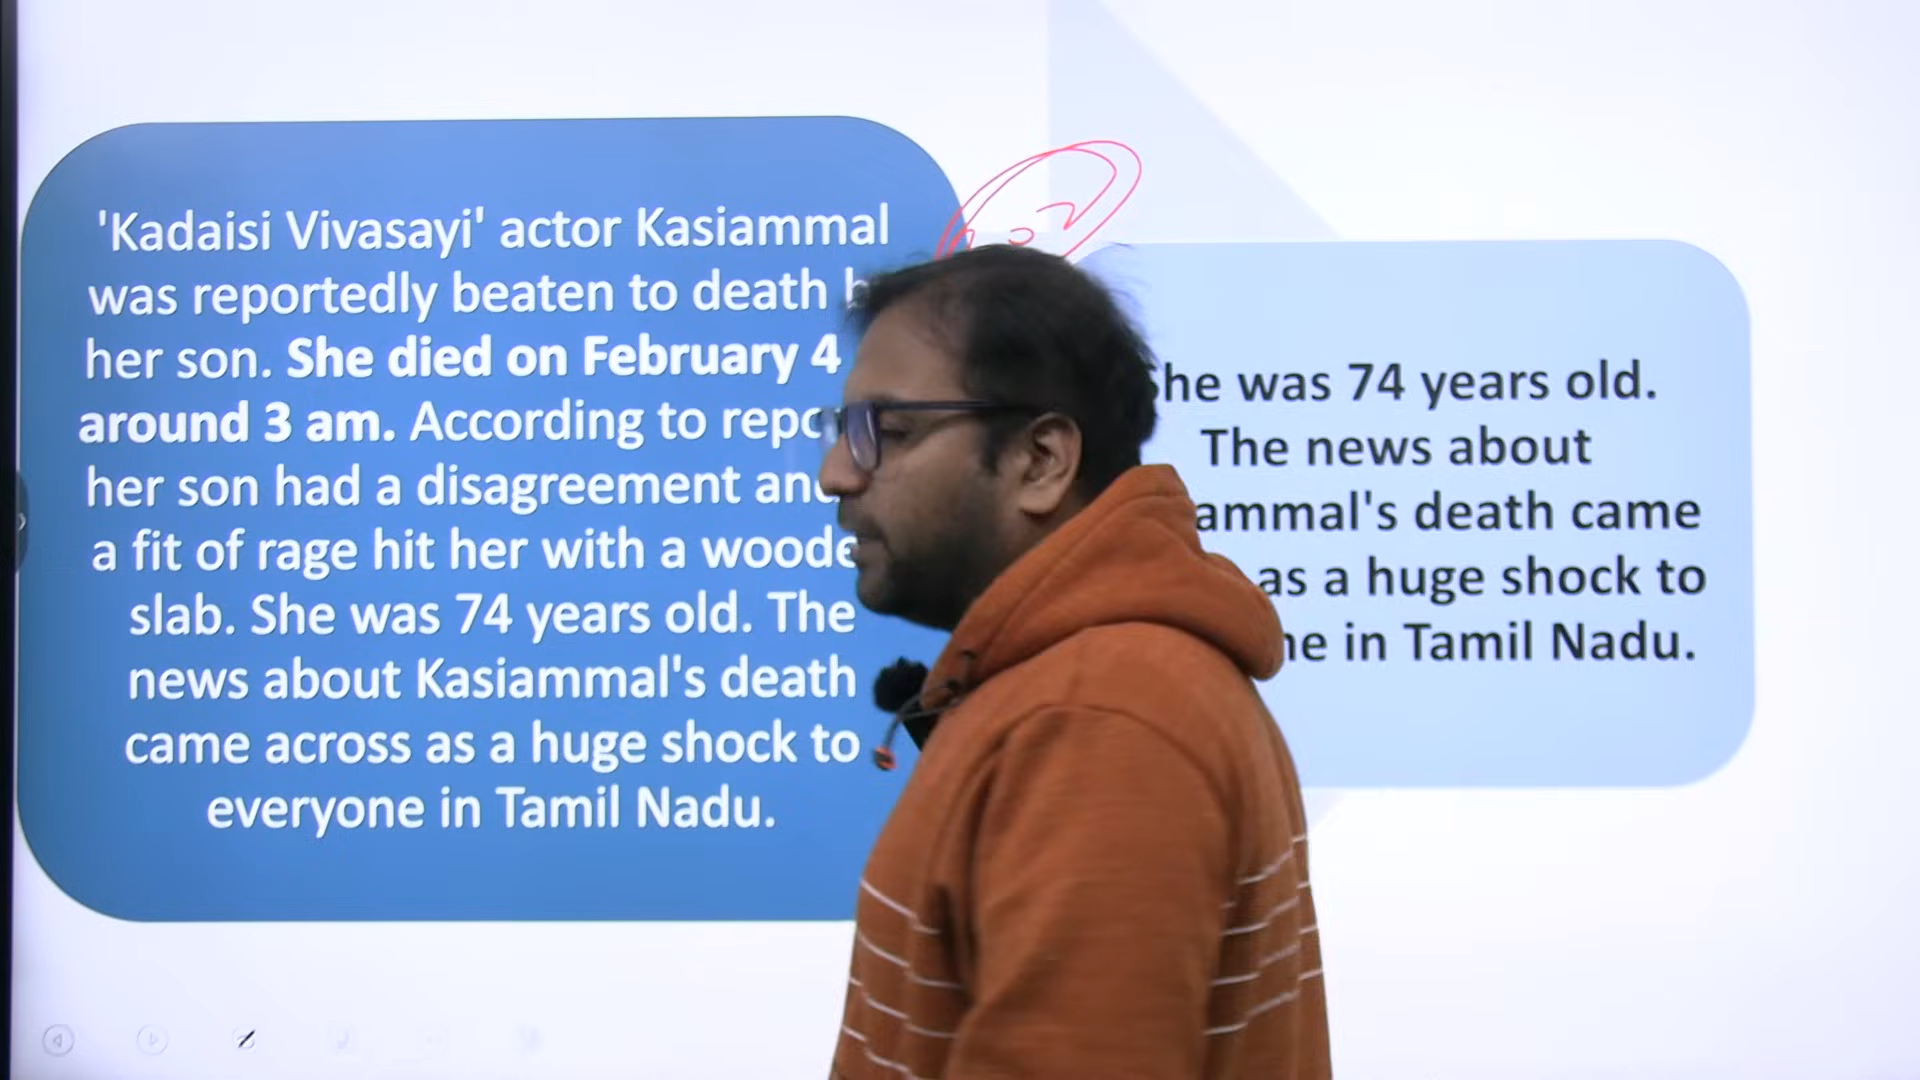 'Kadaisi Vivasayi' actor Kasiammal
was reportedly beaten to death
her son. She died on February 4
around 3 am. According to
her son had a disagreement
a fit of rage hit her with a
slab. She was 74 years old. The
news about Kasiammal's death
came across as a huge shock to
everyone in Tamil Nadu.
was 74 years old.
The news about
death came
as a huge shock to
in Tamil Nadu.